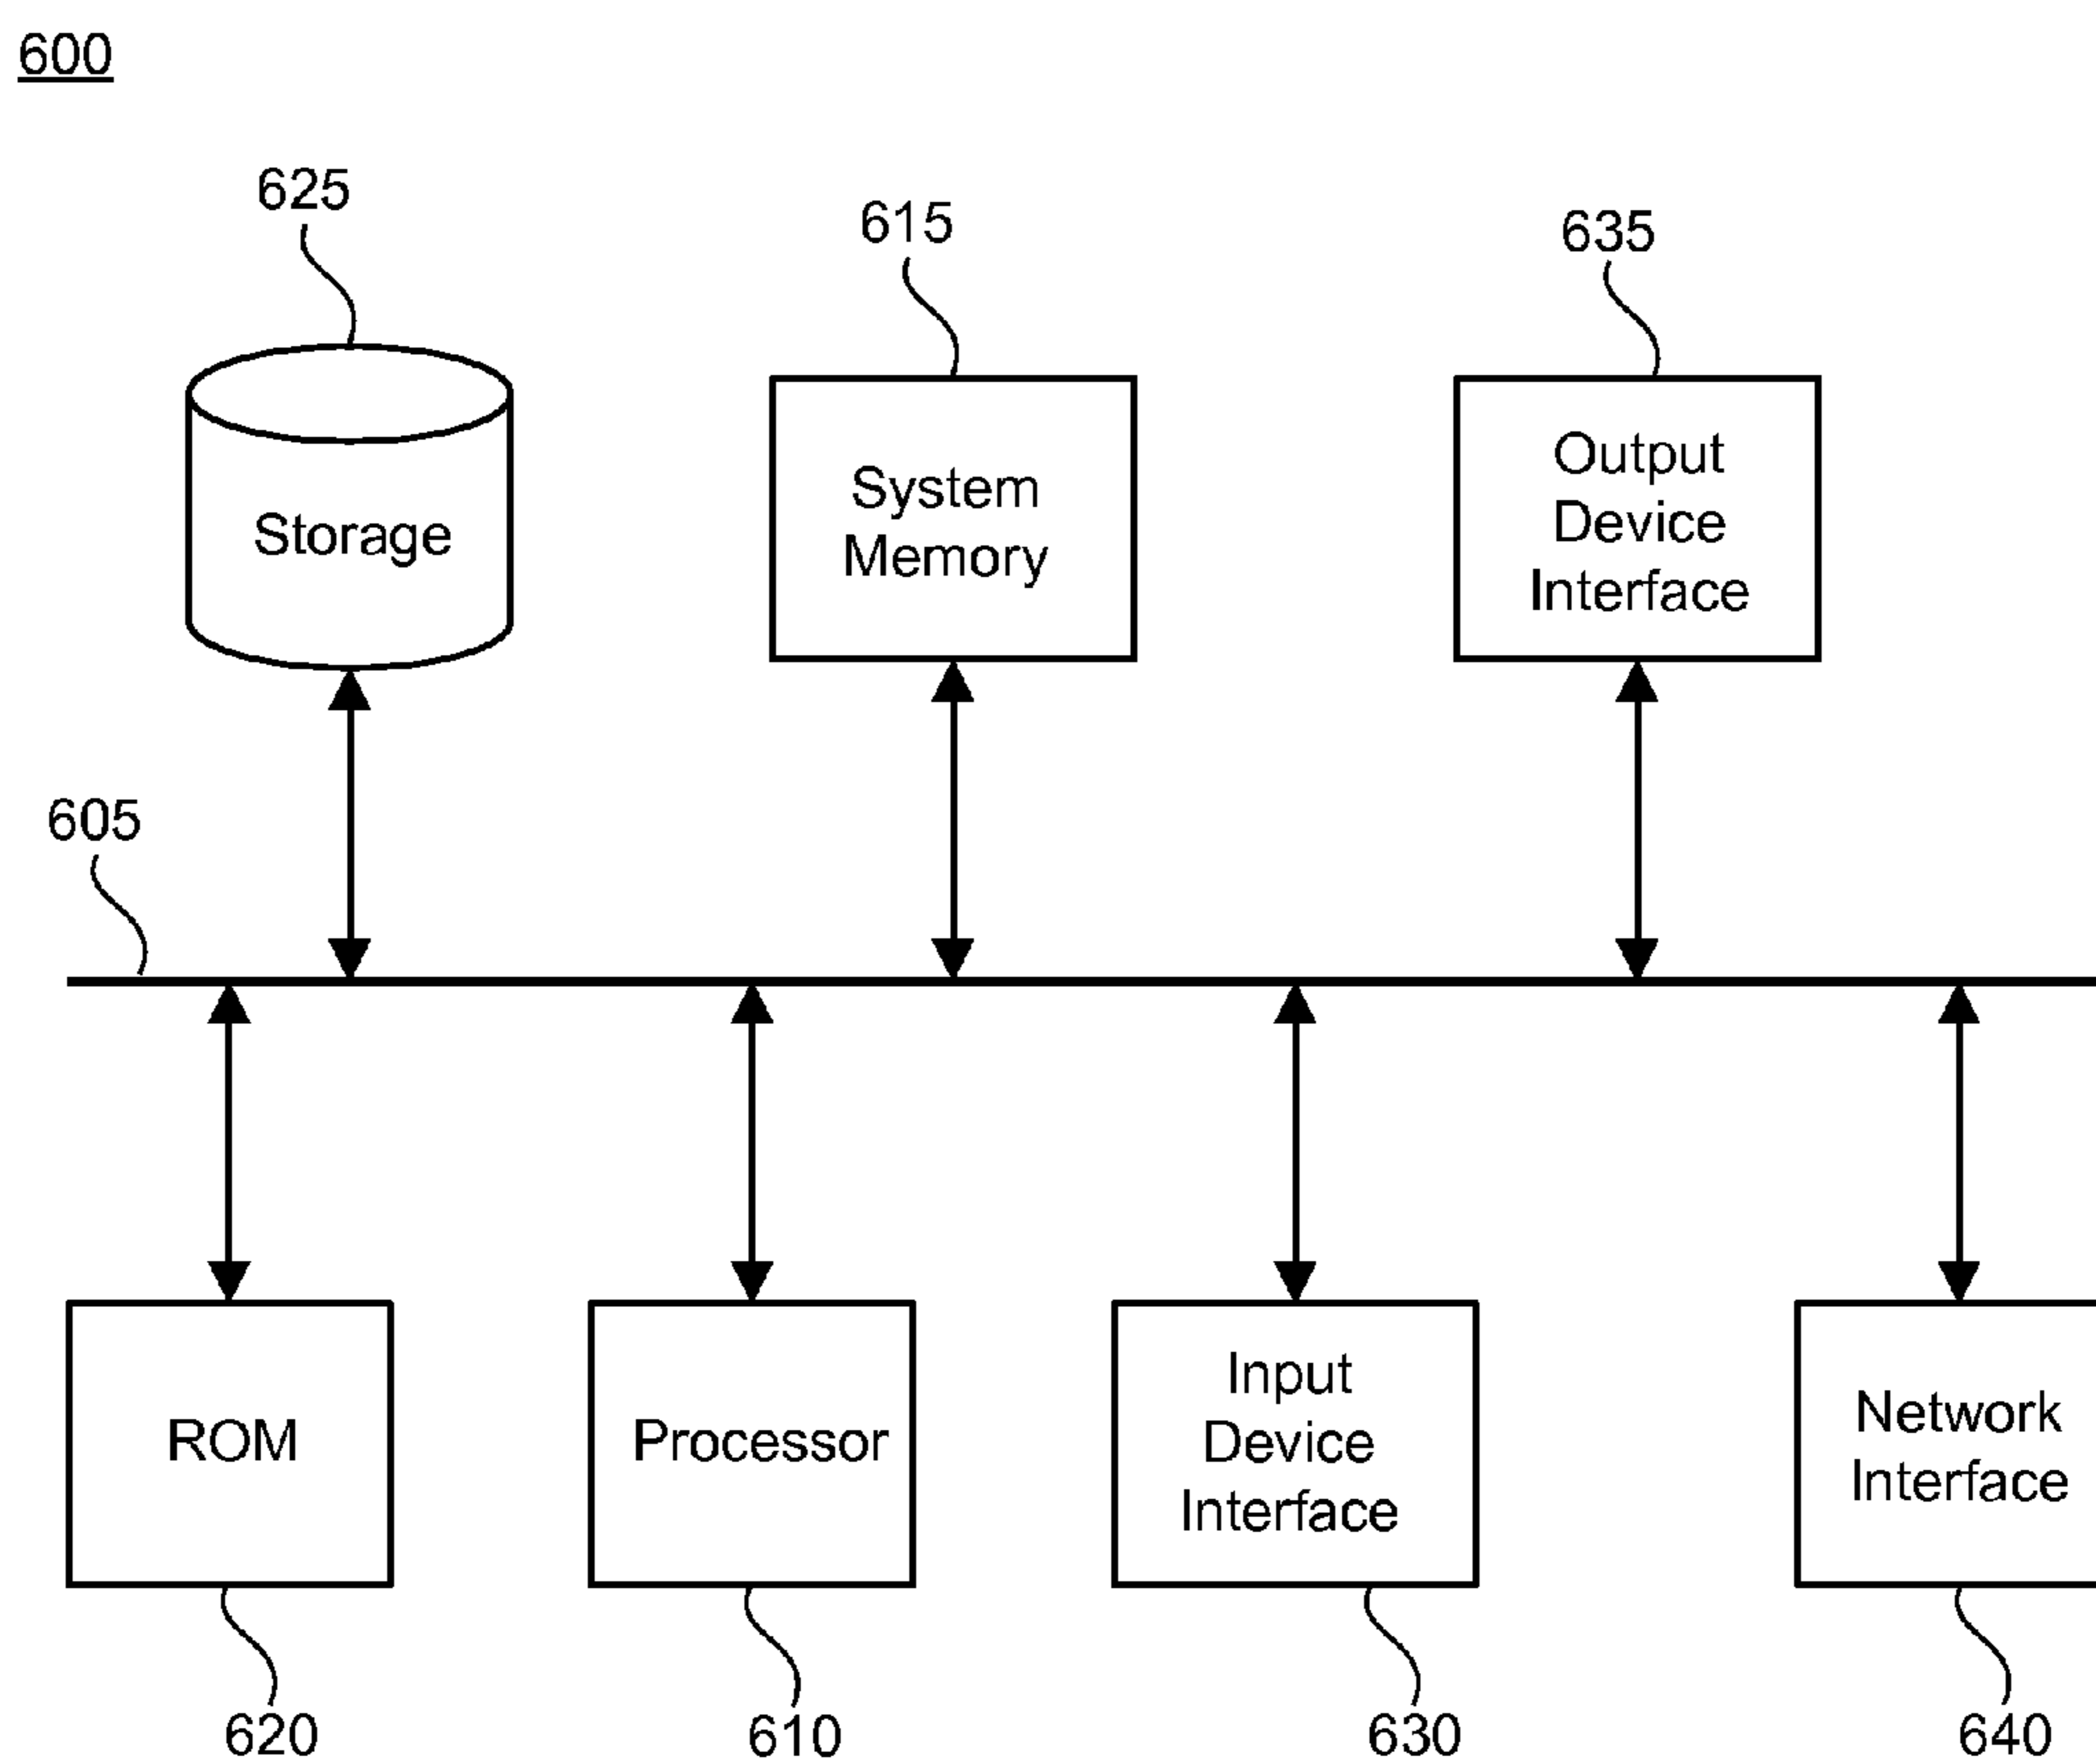 600
625
615
635
Storage
System
Memory
Output
Device
Interface
605
ROM
Processor
Input
Device
Interface
Network
Interface
620
610
630
640